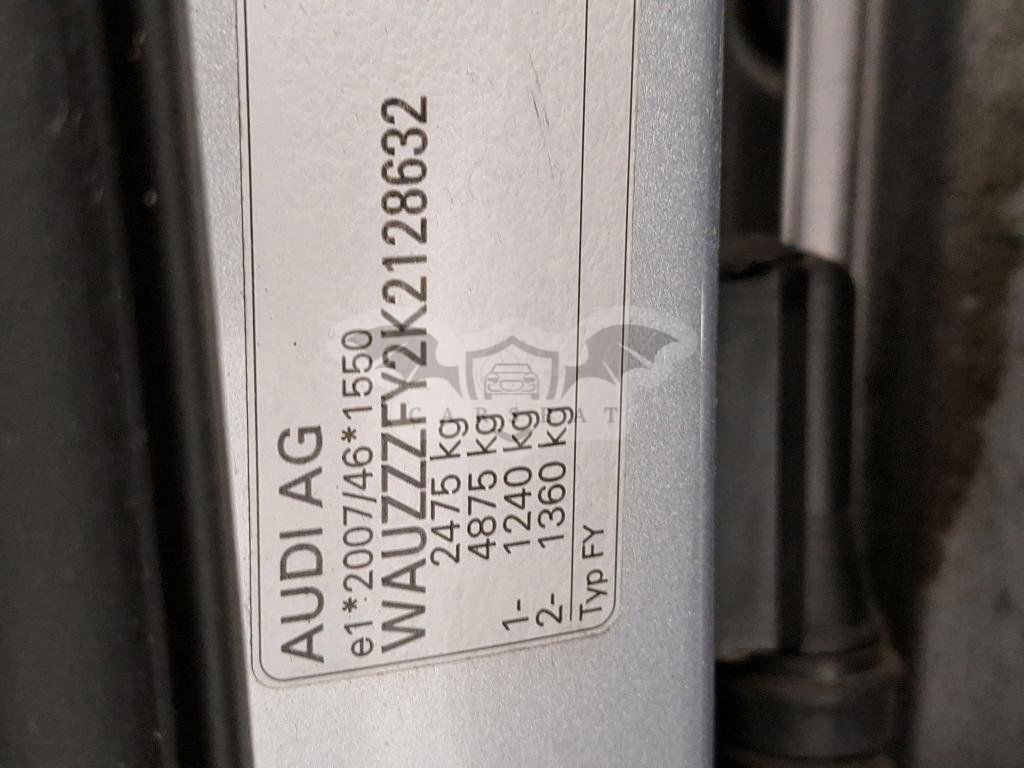 AUDI AG
e1*2007/46*1550
WAUZZZFY2K2128632
2475 kg
4875 kg
1- 1240 kg
2- 1360 kg
Typ FY
CARSBAT